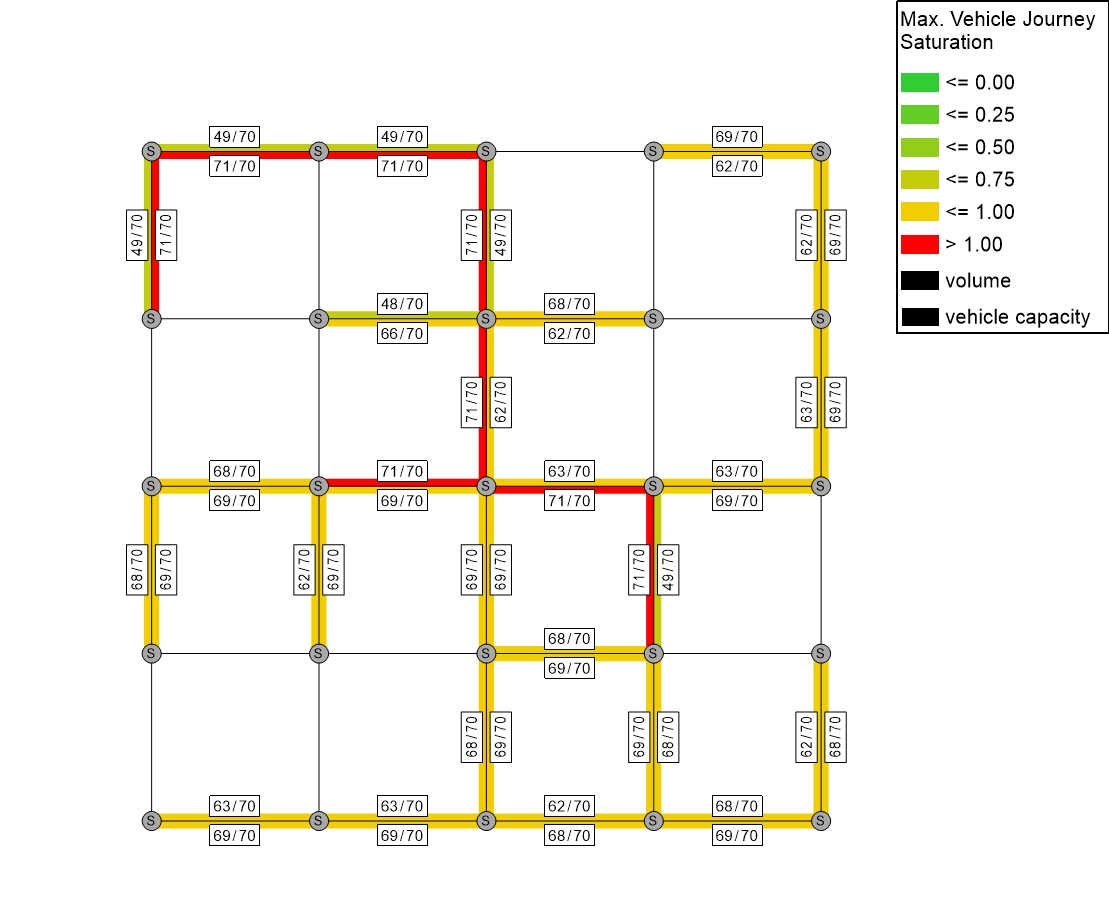 Max. Vehicle Journey
Saturation
<= 0.00
<= 0.25
<= 0.50
<= 0.75
<= 1.00
> 1.00
volume
vehicle capacity
49/70 49/70 69/70
S S S S S
71/70 71/70 62/70
49/70 71/70 71/70 49/70 62/70 69/70
48/70 68/70
S S S S S
66/70 62/70
71/70 62/70 63/70 69/70
68/70 71/70 63/70 63/70
S S S S S
69/70 69/70 71/70 69/70
68/70 69/70 62/70 69/70 69/70 69/70 71/70 49/70
68/70
S S S S S
69/70
68/70 69/70 69/70 68/70 62/70 68/70
63/70 63/70 62/70 68/70
S S S S S
69/70 69/70 68/70 69/70